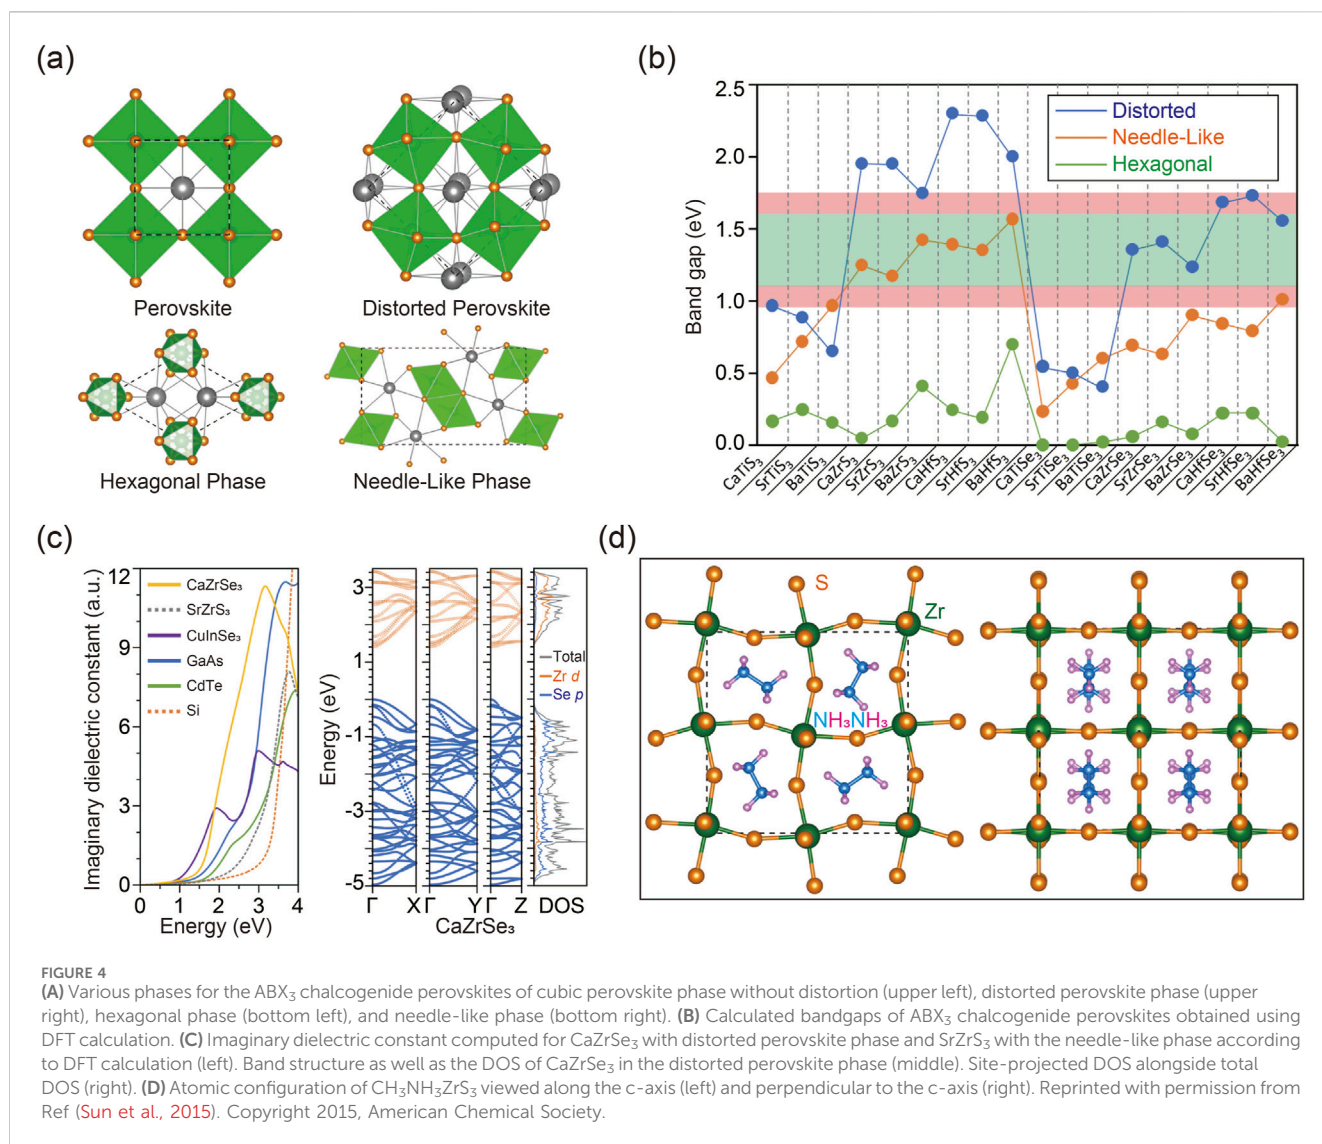 (a)
Perovskite
Distorted Perovskite
Hexagonal Phase
Needle-Like Phase
(b)
Band gap (eV)
2.5
2.0
1.5
1.0
0.5
0.0
Distorted
Needle-Like
Hexagonal
CaTiS₃
SrTiS₃
BaTiS₃
CaZrS₃
SrZrS₃
BaZrS₃
CaHfS₃
SrHfS₃
BaHfS₃
CaTiSe₃
SrTiSe₃
BaTiSe₃
CaZrSe₃
SrZrSe₃
BaZrSe₃
CaHfSe₃
SrHfSe₃
BaHfSe₃
(c)
Imaginary dielectric constant (a.u.)
12
9
6
3
0
CaZrSe₃
SrZrS₃
CuInSe₃
GaAs
CdTe
Si
0 1 2 3 4
Energy (eV)
Energy (eV)
3
1
-1
-3
-5
Total
Zr d
Se p
Γ X Γ Y Γ Z DOS
CaZrSe₃
(d)
S
Zr
NH₃NH₃
FIGURE 4
(A) Various phases for the ABX₃ chalcogenide perovskites of cubic perovskite phase without distortion (upper left), distorted perovskite phase (upper
right), hexagonal phase (bottom left), and needle-like phase (bottom right). (B) Calculated bandgaps of ABX₃ chalcogenide perovskites obtained using
DFT calculation. (C) Imaginary dielectric constant computed for CaZrSe₃ with distorted perovskite phase and SrZrS₃ with the needle-like phase according
to DFT calculation (left). Band structure as well as the DOS of CaZrSe₃ in the distorted perovskite phase (middle). Site-projected DOS alongside total
DOS (right). (D) Atomic configuration of CH₃NH₃ZrS₃ viewed along the c-axis (left) and perpendicular to the c-axis (right). Reprinted with permission from
Ref (Sun et al., 2015). Copyright 2015, American Chemical Society.